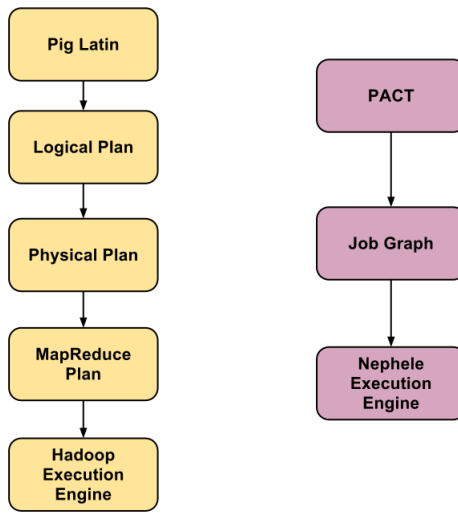 Pig Latin
Logical Plan
Physical Plan
MapReduce
Plan
Hadoop
Execution
Engine
PACT
Job Graph
Nephele
Execution
Engine